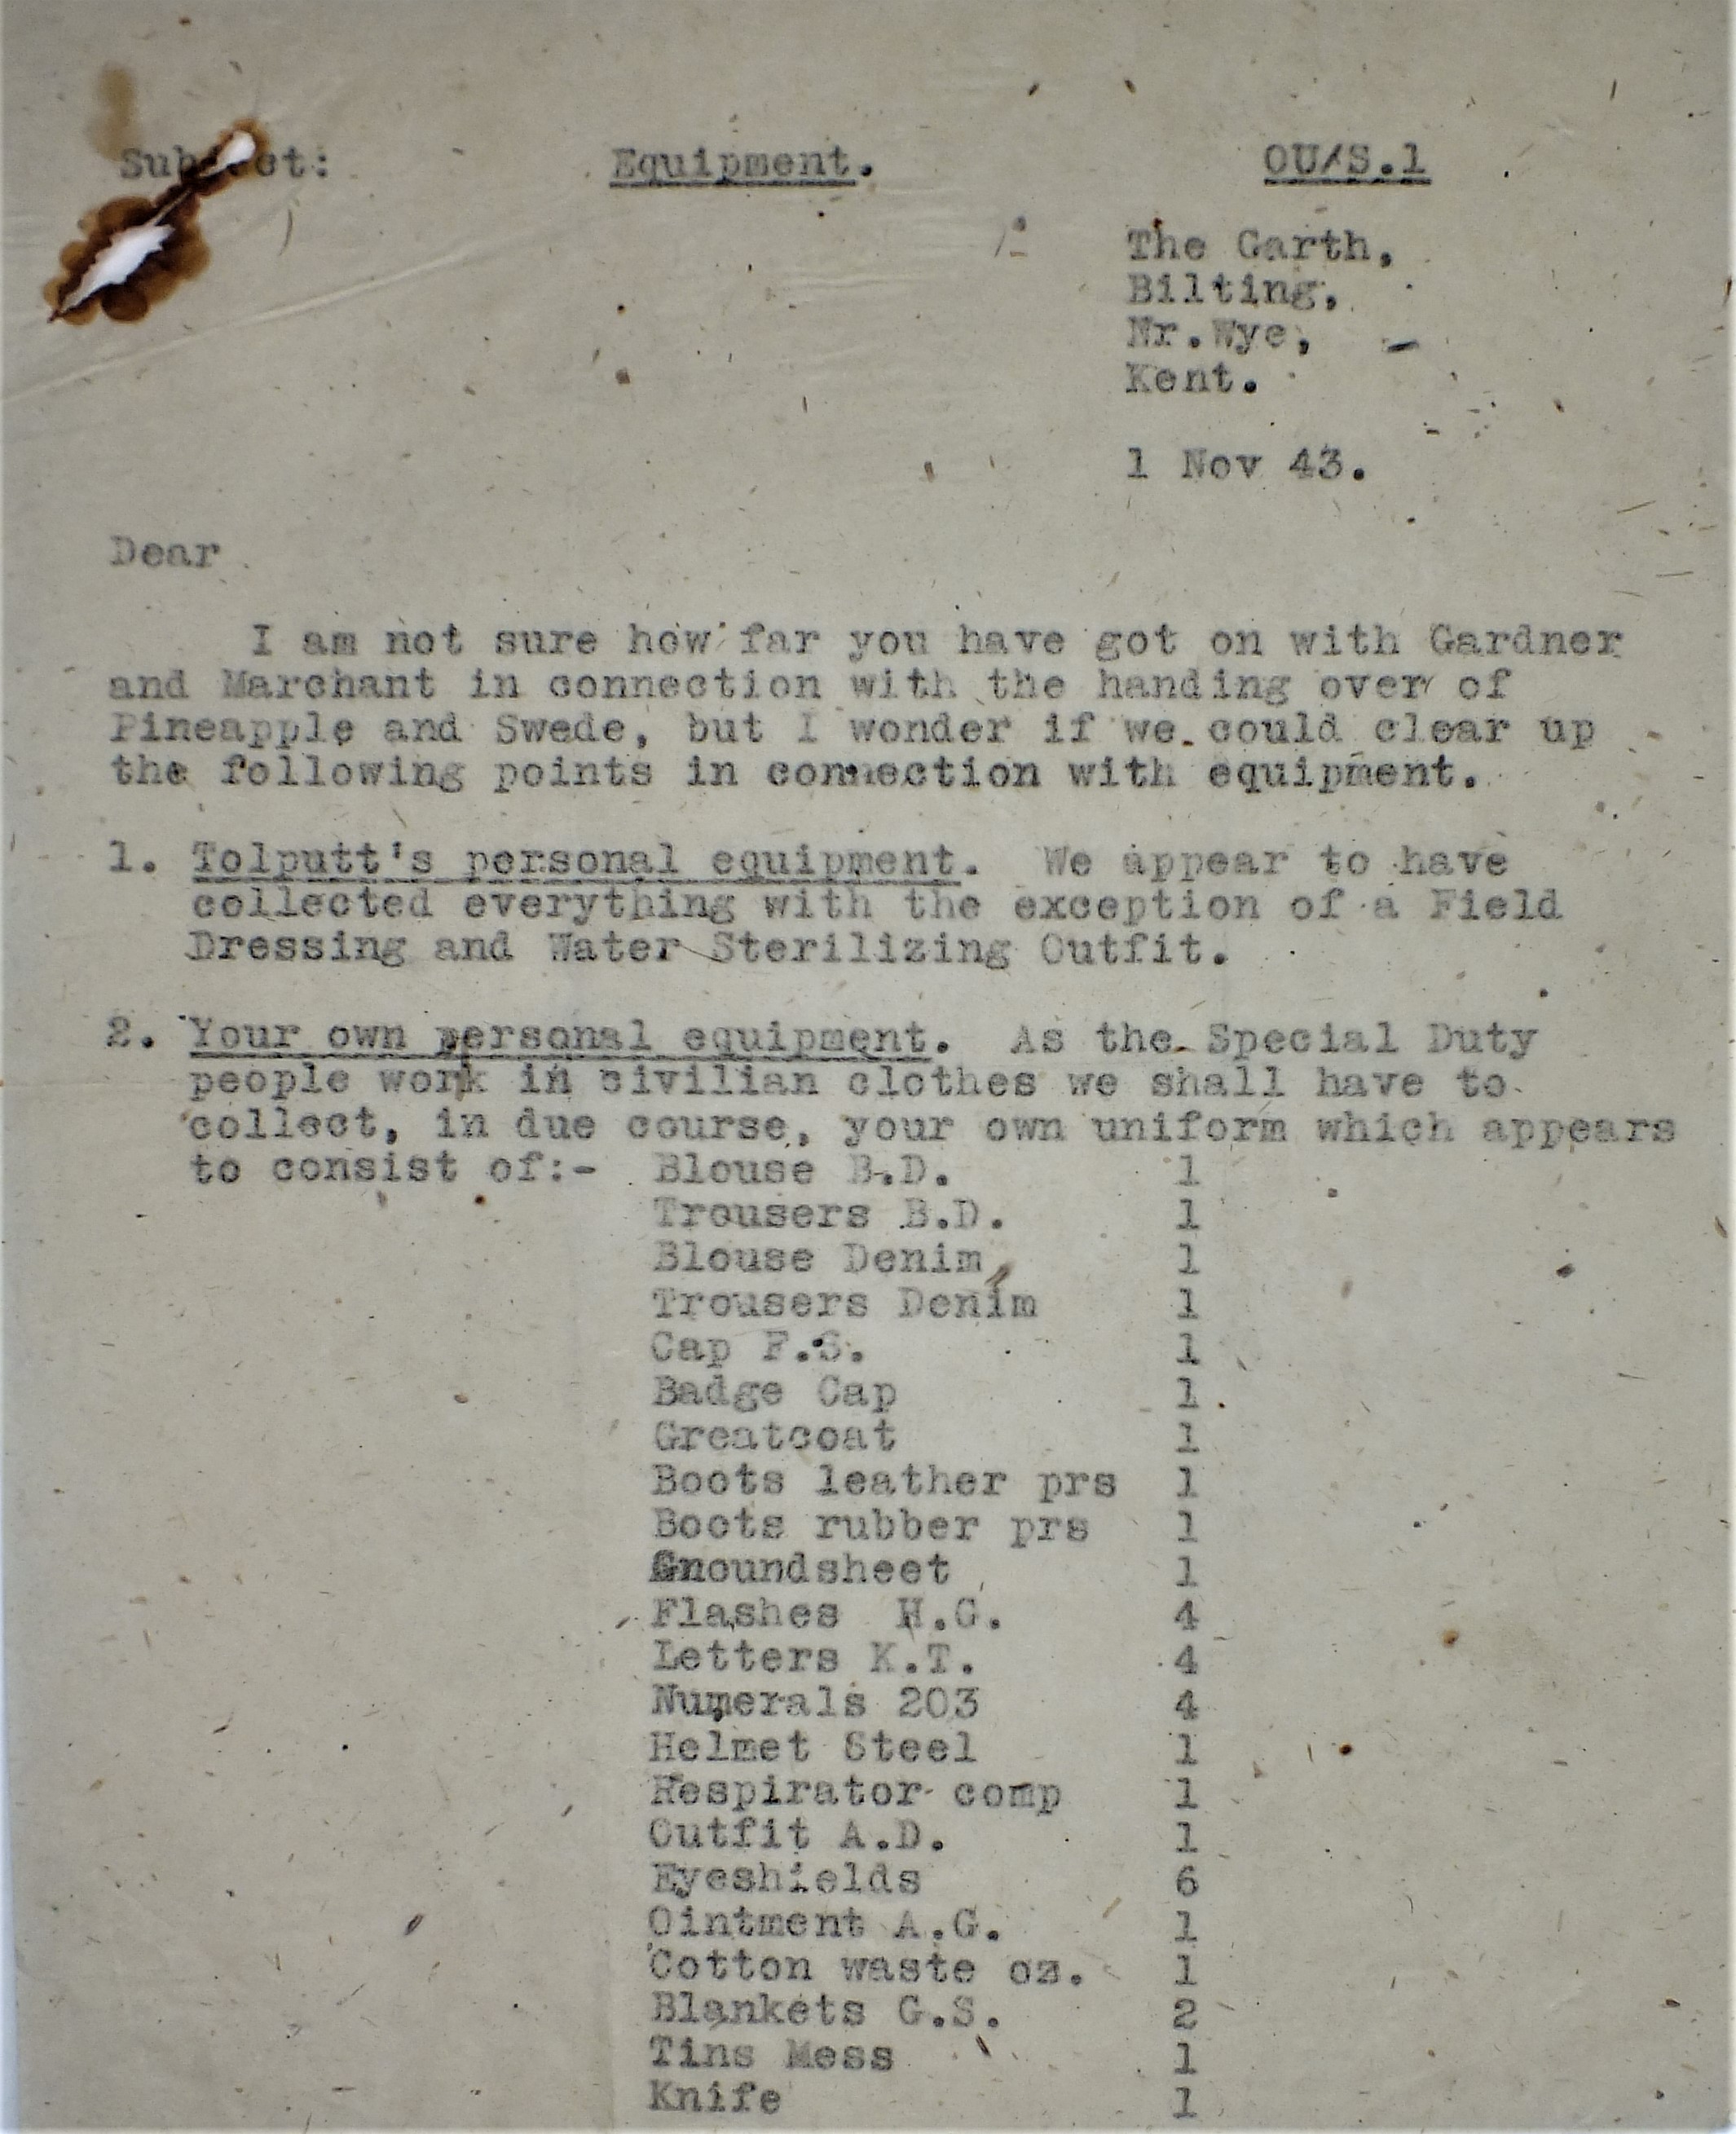 Subject: Equipment. OU/S.1
The Garth,
Bilting,
Nr.Wye,
Kent.
1 Nov 43.
Dear
I am not sure how far you have got on with Gardner
and Marchant in connection with the handing over of
Pineapple and Swede, but I wonder if we could clear up
the following points in connection with equipment.
1. Tolputt's personal equipment. We appear to have
collected everything with the exception of a Field
Dressing and Water Sterilizing Outfit.
2. Your own personal equipment. As the Special Duty
people work in civilian clothes we shall have to
collect, in due course, your own uniform which appears
to consist of:- Blouse B.D. 1
Trousers B.D. 1
Blouse Denim 1
Trousers Denim 1
Cap F.S. 1
Badge Cap 1
Greatcoat 1
Boots leather prs 1
Boots rubber prs 1
Groundsheet 1
Flashes H.G. 4
Letters K.T. 4
Numerals 203 4
Helmet Steel 1
Respirator comp 1
Outfit A.D. 1
Eyeshields 6
Ointment A.G. 1
Cotton waste oz. 1
Blankets G.S. 2
Tins Mess 1
Knife 1